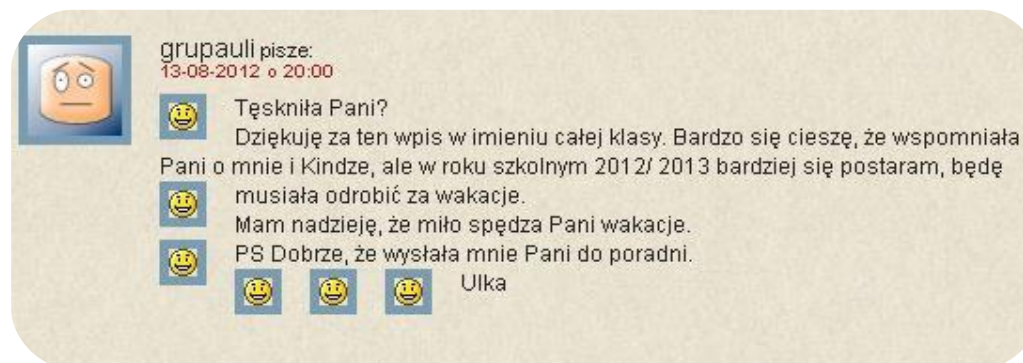 grupauli pisze:
13-08-2012 o 20:00
Tęskniła Pani?
Dziękuję za ten wpis w imieniu całej klasy. Bardzo się cieszę, że wspomniała
Pani o mnie i Kindze, ale w roku szkolnym 2012/ 2013 bardziej się postaram, będę
musiała odrobić za wakacje.
Mam nadzieję, że miło spędza Pani wakacje.
PS Dobrze, że wysłała mnie Pani do poradni.
Ulka